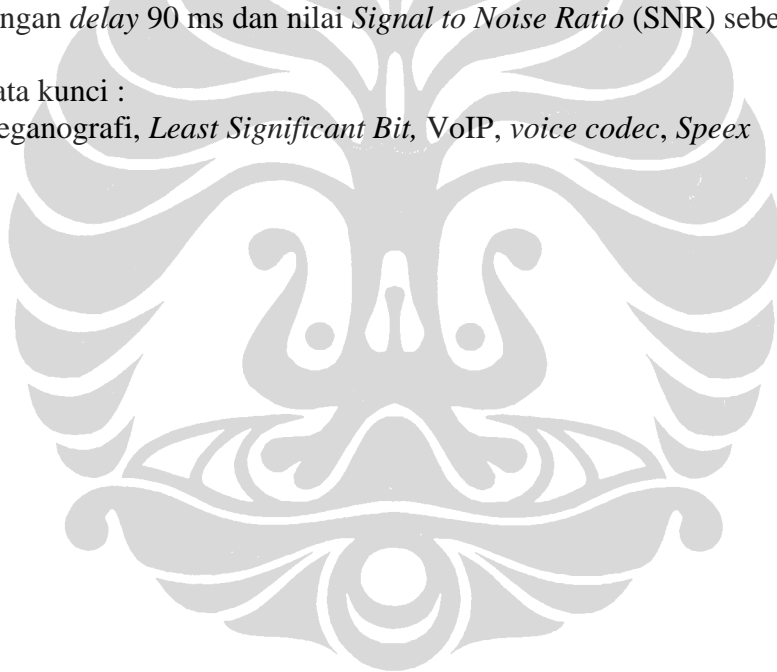 ngan delay 90 ms dan nilai Signal to Noise Ratio (SNR) sebe
ata kunci :
eganografi, Least Significant Bit, VoIP, voice codec, Speex